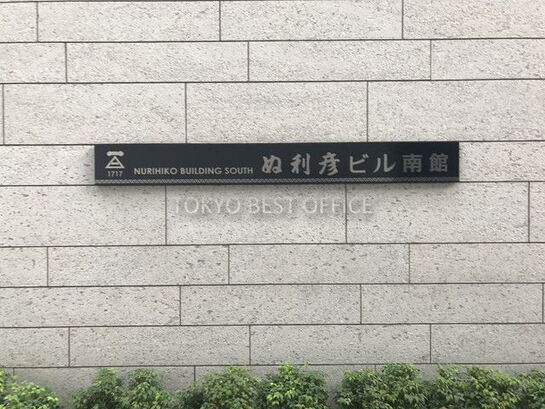 1717 NURIHIKO BUILDING SOUTH ぬ利彦ビル南館
TOKYO BEST OFFICE